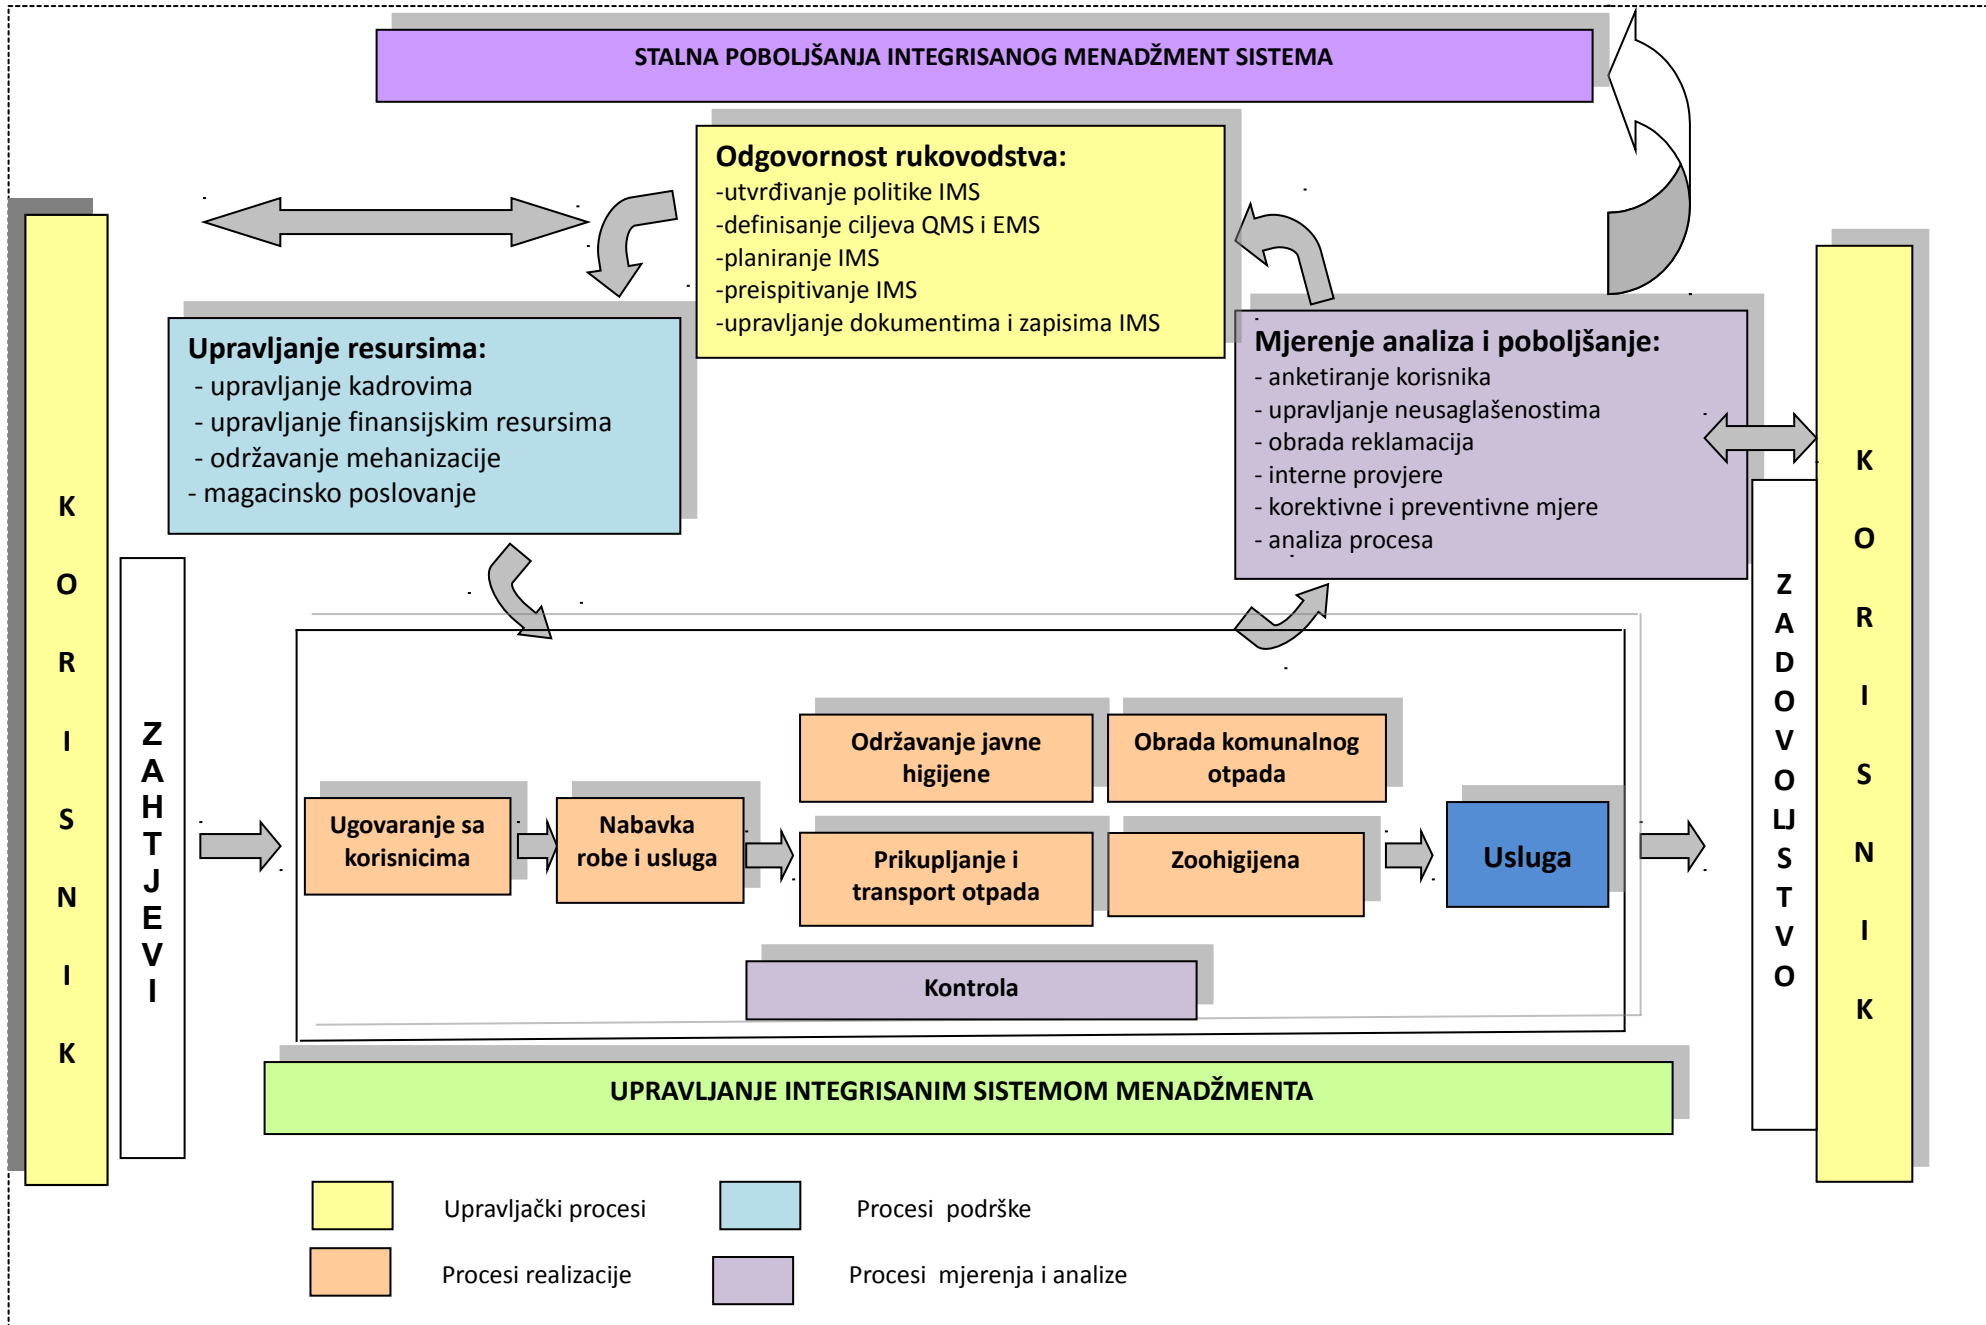 STALNA POBOLJŠANJA INTEGRISANOG MENADŽMENT SISTEMA
Odgovornost rukovodstva:
-utvrđivanje politike IMS
-definisanje ciljeva QMS i EMS
-planiranje IMS
-preispitivanje IMS
-upravljanje dokumentima i zapisima IMS
Upravljanje resursima:
- upravljanje kadrovima
- upravljanje finansijskim resursima
- održavanje mehanizacije
- magacinsko poslovanje
Mjerenje analiza i poboljšanje:
- anketiranje korisnika
- upravljanje neusaglašenostima
- obrada reklamacija
- interne provjere
- korektivne i preventivne mjere
- analiza procesa
KORISNIK
ZAHTJEVI
Ugovaranje sa
korisnicima
Nabavka
robe i usluga
Održavanje javne
higijene
Obrada komunalnog
otpada
Prikupljanje i
transport otpada
Zoohigijena
Usluga
Kontrola
ZADOVOLJSTVO
KORISNIK
UPRAVLJANJE INTEGRISANIM SISTEMOM MENADŽMENTA
Upravljački procesi
Procesi podrške
Procesi realizacije
Procesi mjerenja i analize